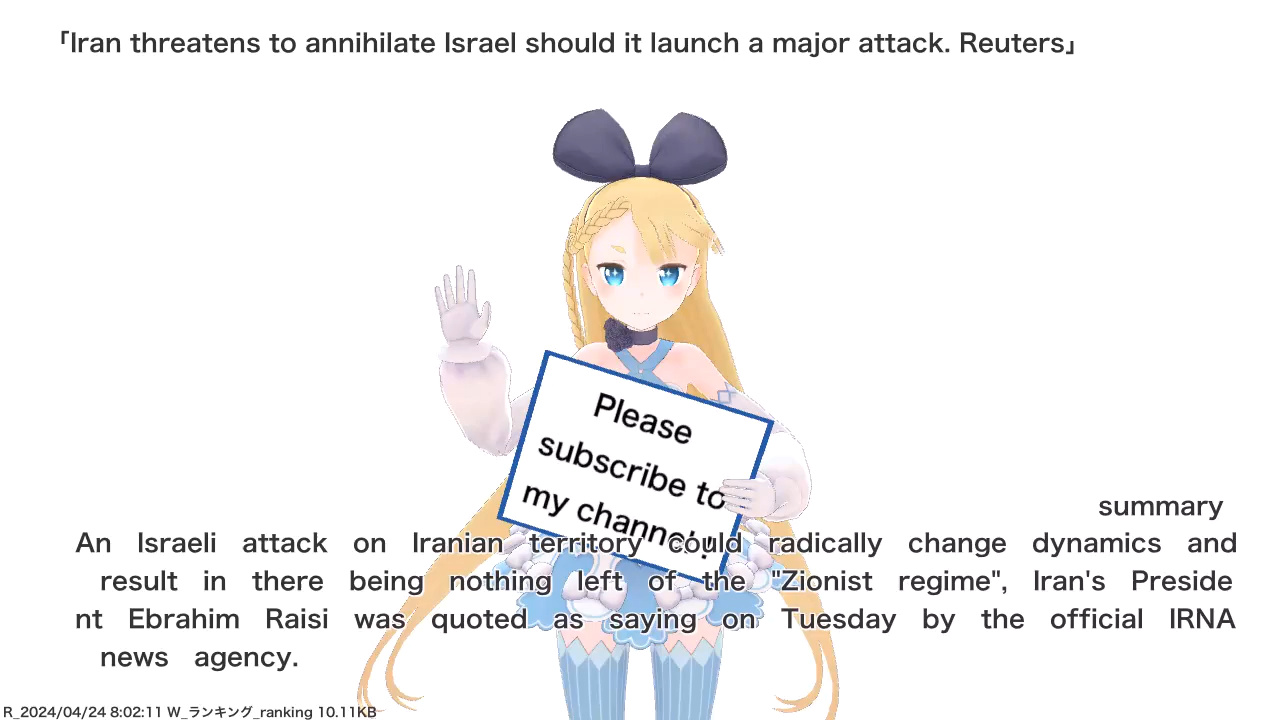 「Iran threatens to annihilate Israel should it launch a major attack. Reuters」
Please
subscribe to
my channel!
summary
An Israeli attack on Iranian territory could radically change dynamics and
result in there being nothing left of the "Zionist regime", Iran's Preside
nt Ebrahim Raisi was quoted as saying on Tuesday by the official IRNA
news agency.
R_2024/04/24 8:02:11 W_ランキング_ranking 10.11KB